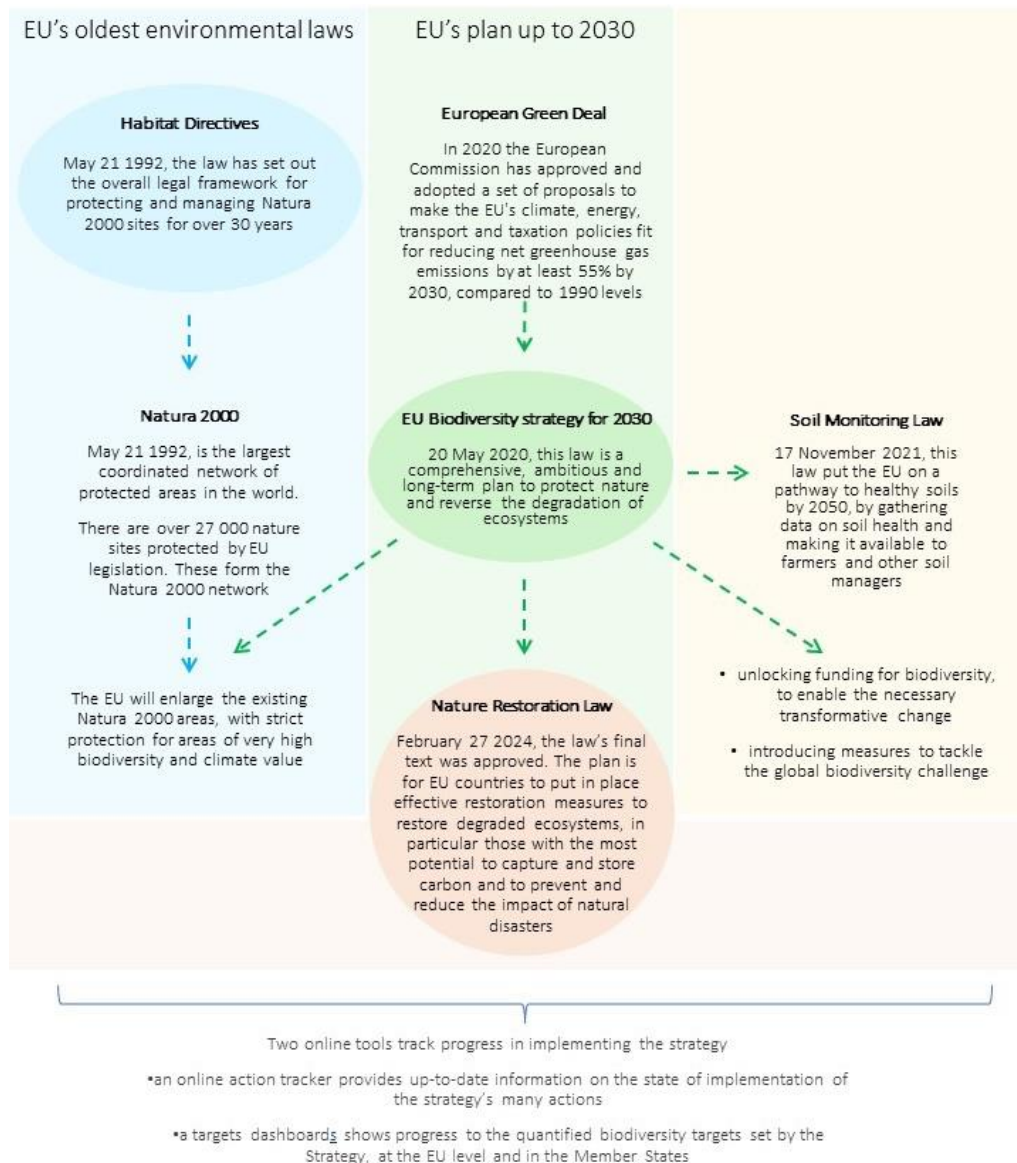 EU's oldest environmental laws
Habitat Directives
May 21 1992, the law has set out
the overall legal framework for
protecting and managing Natura
2000 sites for over 30 years
Natura 2000
May 21 1992, is the largest
coordinated network of
protected areas in the world.
There are over 27 000 nature
sites protected by EU
legislation. These form the
Natura 2000 network
The EU will enlarge the existing
Natura 2000 areas, with strict
protection for areas of very high
biodiversity and climate value
EU's plan up to 2030
European Green Deal
In 2020 the European
Commission has approved and
adopted a set of proposals to
make the EU's climate, energy,
transport and taxation policies fit
for reducing net greenhouse gas
emissions by at least 55% by
2030, compared to 1990 levels
EU Biodiversity strategy for 2030
20 May 2020, this law is a
comprehensive, ambitious and
long-term plan to protect nature
and reverse the degradation of
ecosystems
Nature Restoration Law
February 27 2024, the law's final
text was approved. The plan is
for EU countries to put in place
effective restoration measures to
restore degraded ecosystems, in
particular those with the most
potential to capture and store
carbon and to prevent and
reduce the impact of natural
disasters
Soil Monitoring Law
17 November 2021, this
law put the EU on a
pathway to healthy soils
by 2050, by gathering
data on soil health and
making it available to
farmers and other soil
managers
• unlocking funding for biodiversity,
to enable the necessary
transformative change
• introducing measures to tackle
the global biodiversity challenge
Two online tools track progress in implementing the strategy
•an online action tracker provides up-to-date information on the state of implementation of
the strategy's many actions
•a targets dashboards shows progress to the quantified biodiversity targets set by the
Strategy, at the EU level and in the Member States